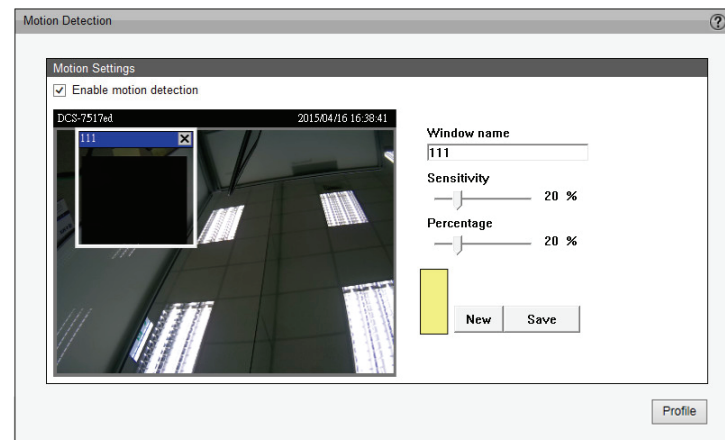 Motion Detection
?
Motion Settings
Enable motion detection
DCS-7517ed 2015/04/16 16:38:41
111
Window name
111
Sensitivity
20 %
Percentage
20 %
New Save
Profile